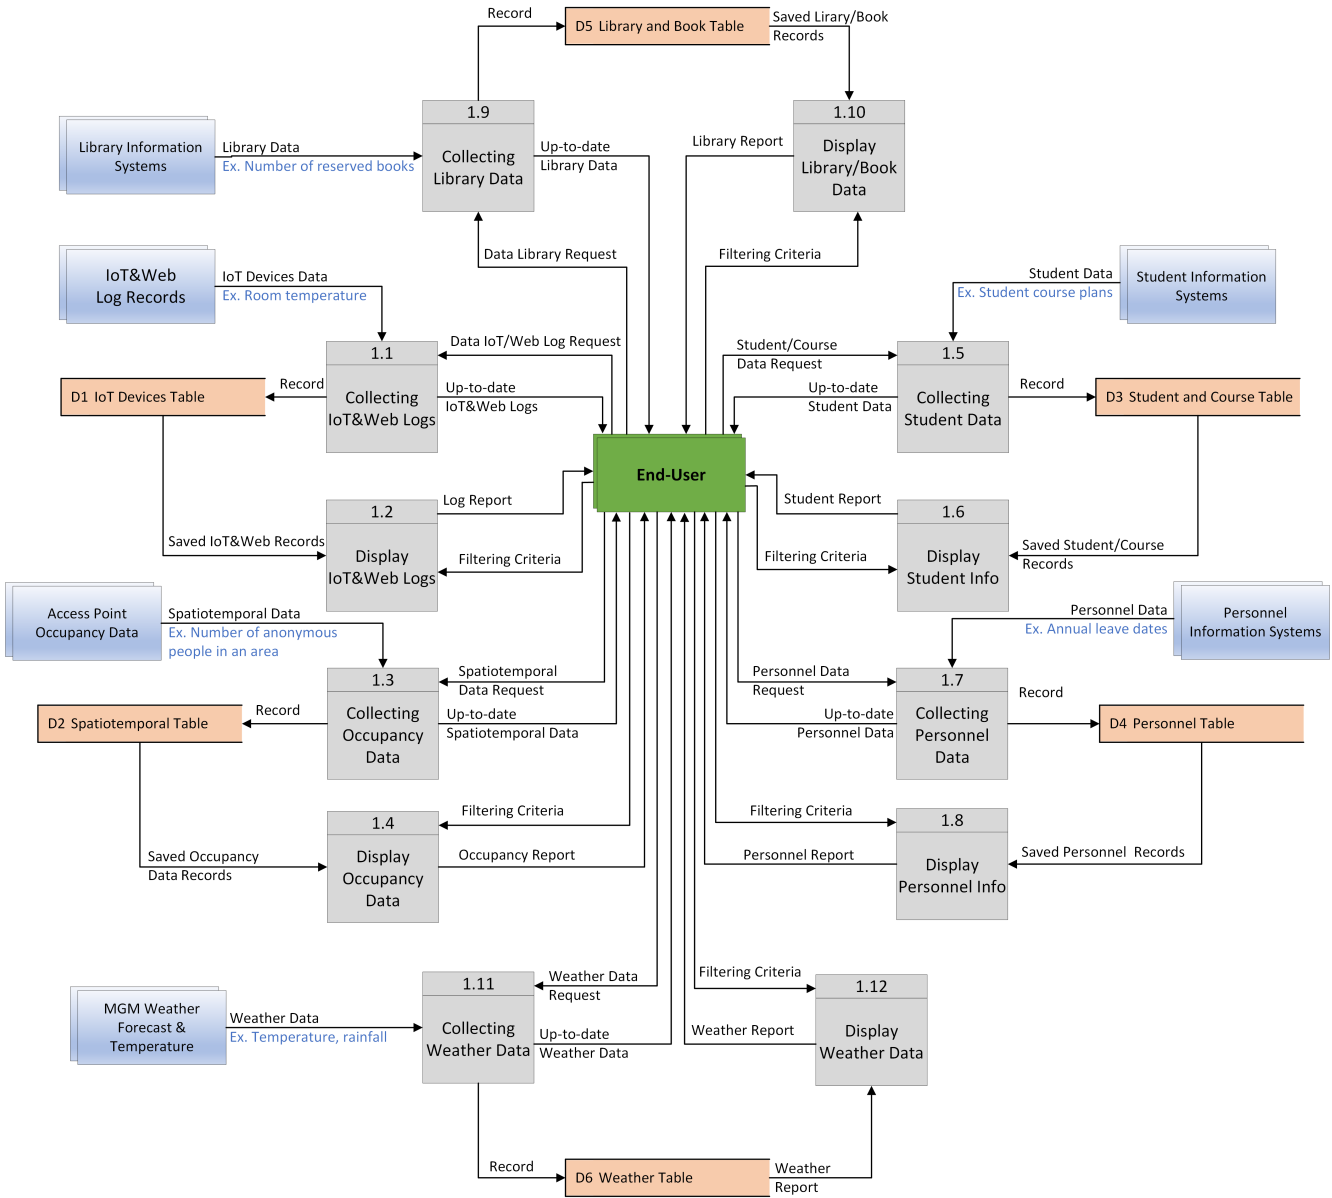 Record
D5 Library and Book Table
Saved Lirary/Book
Records
1.9
Collecting
Library Data
1.10
Display
Library/Book
Data
Library Information
Systems
Library Data
Ex. Number of reserved books
Up-to-date
Library Data
Library Report
Data Library Request
Filtering Criteria
IoT&Web
Log Records
IoT Devices Data
Ex. Room temperature
Student Data
Ex. Student course plans
Student Information
Systems
1.1
Collecting
IoT&Web Logs
Data IoT/Web Log Request
Up-to-date
IoT&Web Logs
Student/Course
Data Request
Up-to-date
Student Data
1.5
Collecting
Student Data
Record
D1 IoT Devices Table
Record
D3 Student and Course Table
End-User
1.2
Display
IoT&Web Logs
Log Report
Filtering Criteria
Saved IoT&Web Records
Student Report
Filtering Criteria
1.6
Display
Student Info
Saved Student/Course
Records
Access Point
Occupancy Data
Spatiotemporal Data
Ex. Number of anonymous
people in an area
Personnel Data
Ex. Annual leave dates
Personnel
Information Systems
1.3
Collecting
Occupancy
Data
Spatiotemporal
Data Request
Up-to-date
Spatiotemporal Data
Personnel Data
Request
Up-to-date
Personnel Data
1.7
Collecting
Personnel
Data
Record
D2 Spatiotemporal Table
Record
D4 Personnel Table
1.4
Display
Occupancy
Data
Filtering Criteria
Occupancy Report
Saved Occupancy
Data Records
Filtering Criteria
Personnel Report
1.8
Display
Personnel Info
Saved Personnel Records
MGM Weather
Forecast &
Temperature
Weather Data
Ex. Temperature, rainfall
1.11
Collecting
Weather Data
Weather Data
Request
Up-to-date
Weather Data
Filtering Criteria
Weather Report
1.12
Display
Weather Data
Record
D6 Weather Table
Weather
Report